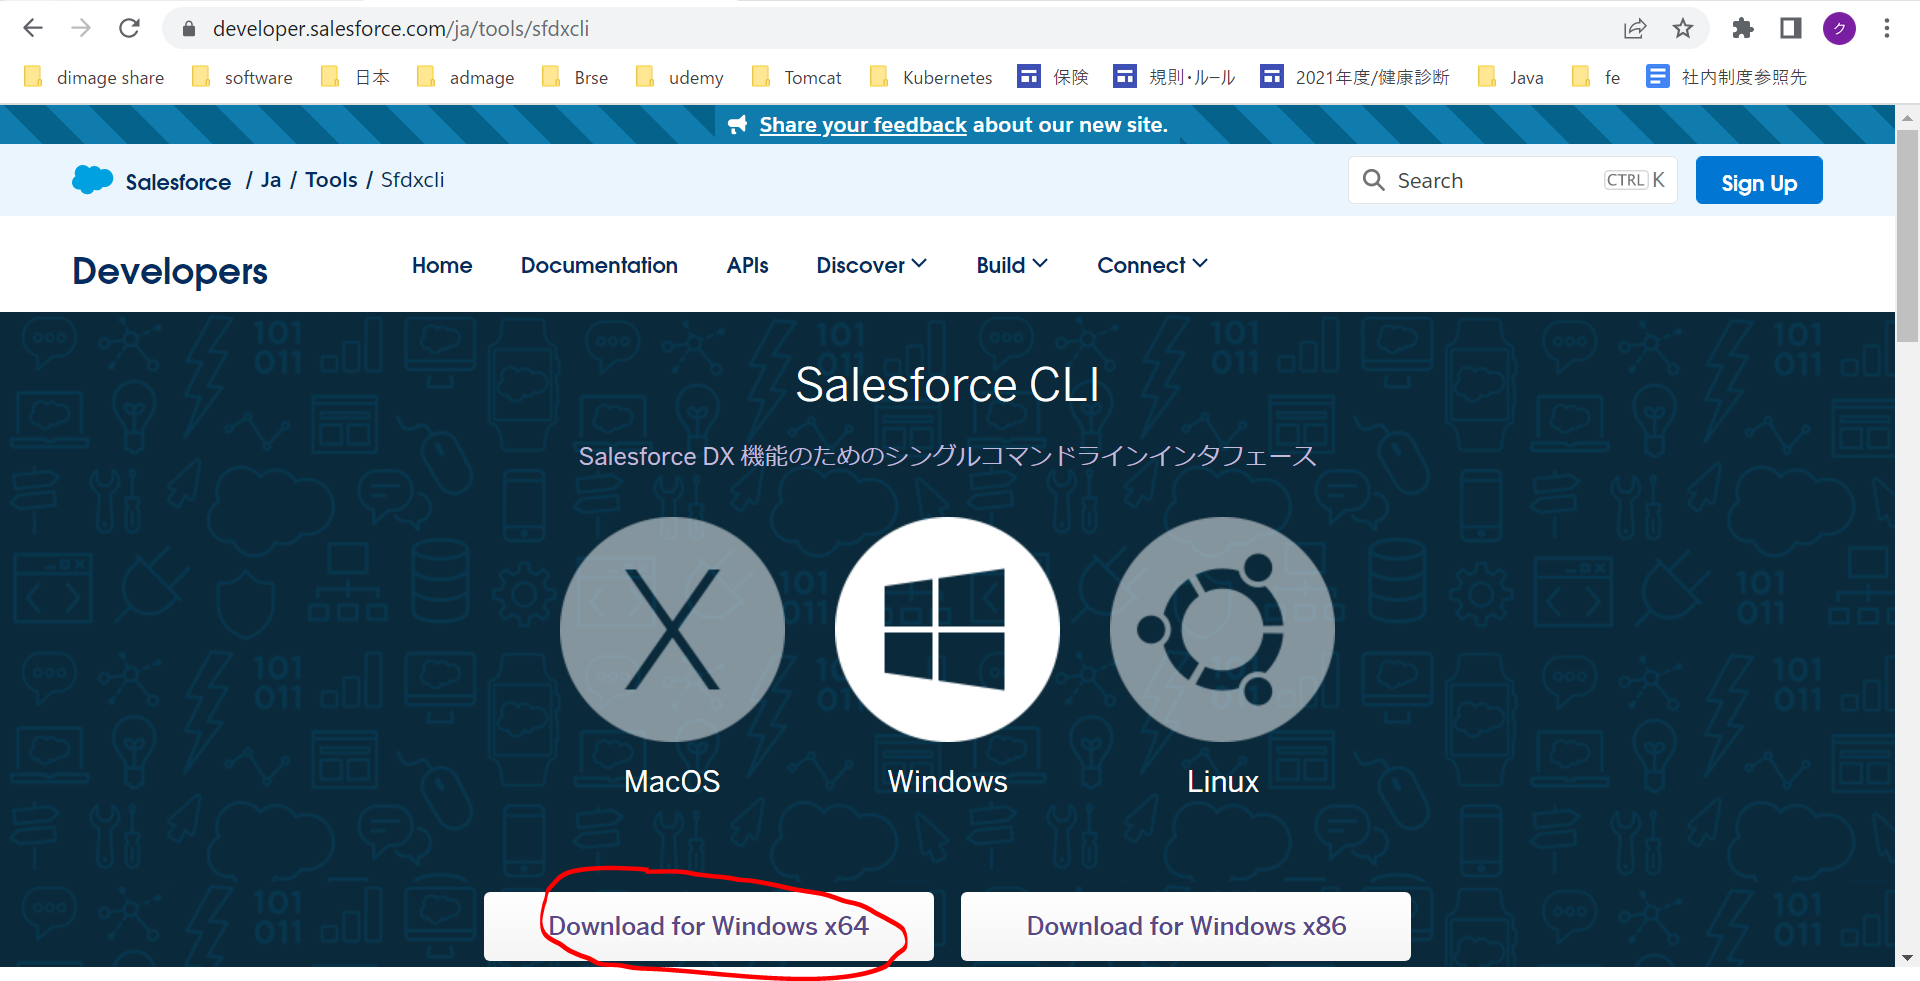 developer.salesforce.com/ja/tools/sfdxcli
ク
dimage share software 日本 admage Brse udemy Tomcat Kubernetes 保険 規則・ルール 2021年度/健康診断 Java fe 社内制度参照先
Share your feedback about our new site.
Salesforce / Ja / Tools / Sfdxcli
Search CTRL K
Sign Up
Developers
Home Documentation APIs Discover Build Connect
Salesforce CLI
Salesforce DX 機能のためのシングルコマンドラインインタフェース
MacOS Windows Linux
Download for Windows x64 Download for Windows x86